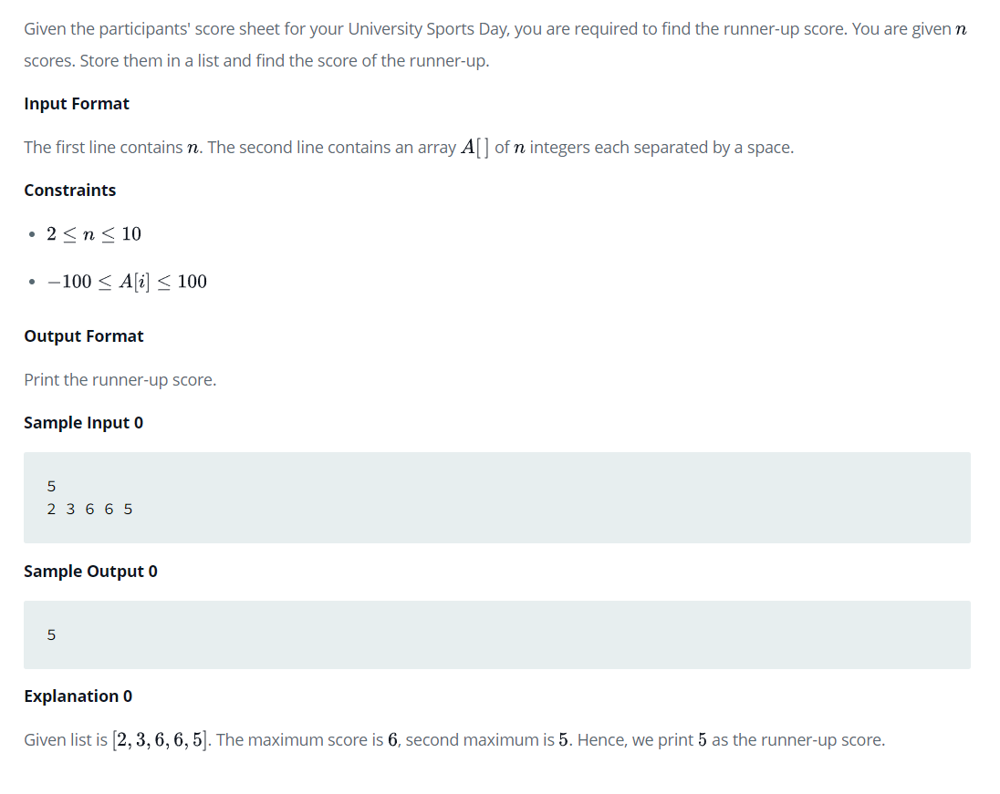 Given the participants' score sheet for your University Sports Day, you are required to find the runner-up score. You are given n
scores. Store them in a list and find the score of the runner-up.
Input Format
The first line contains n. The second line contains an array A[] of n integers each separated by a space.
Constraints
• 2 ≤ n ≤ 10
• −100 ≤ A[i] ≤ 100
Output Format
Print the runner-up score.
Sample Input 0
5
2 3 6 6 5
Sample Output 0
5
Explanation 0
Given list is [2, 3, 6, 6, 5]. The maximum score is 6, second maximum is 5. Hence, we print 5 as the runner-up score.